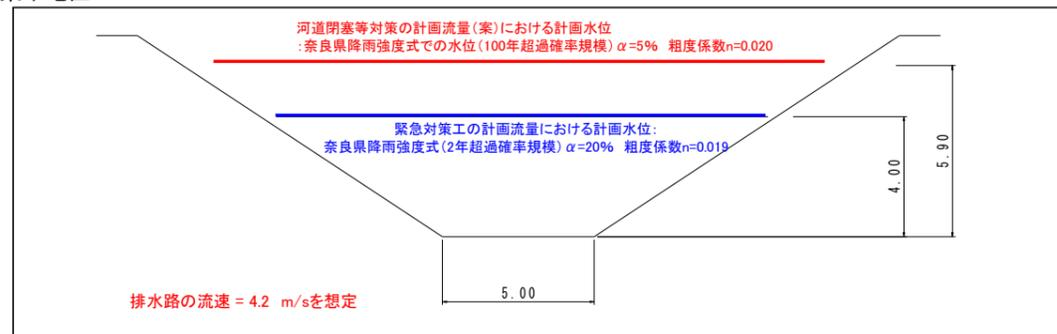 河道閉塞等対策の計画流量(案)における計画水位
:奈良県降雨強度式での水位(100年超過確率規模)α=5% 粗度係数n=0.020
緊急対策工の計画流量における計画水位:
奈良県降雨強度式(2年超過確率規模)α=20% 粗度係数n=0.019
4.00
5.90
5.00
排水路の流速 = 4.2 m/sを想定